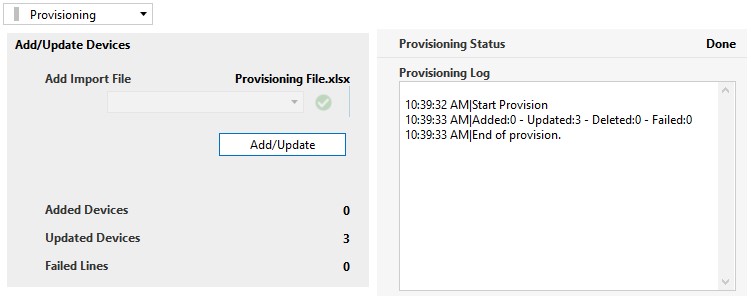 Provisioning
Add/Update Devices
Add Import File Provisioning File.xlsx
Add/Update
Added Devices 0
Updated Devices 3
Failed Lines 0
Provisioning Status Done
Provisioning Log
10:39:32 AM|Start Provision
10:39:33 AM|Added:0 - Updated:3 - Deleted:0 - Failed:0
10:39:33 AM|End of provision.